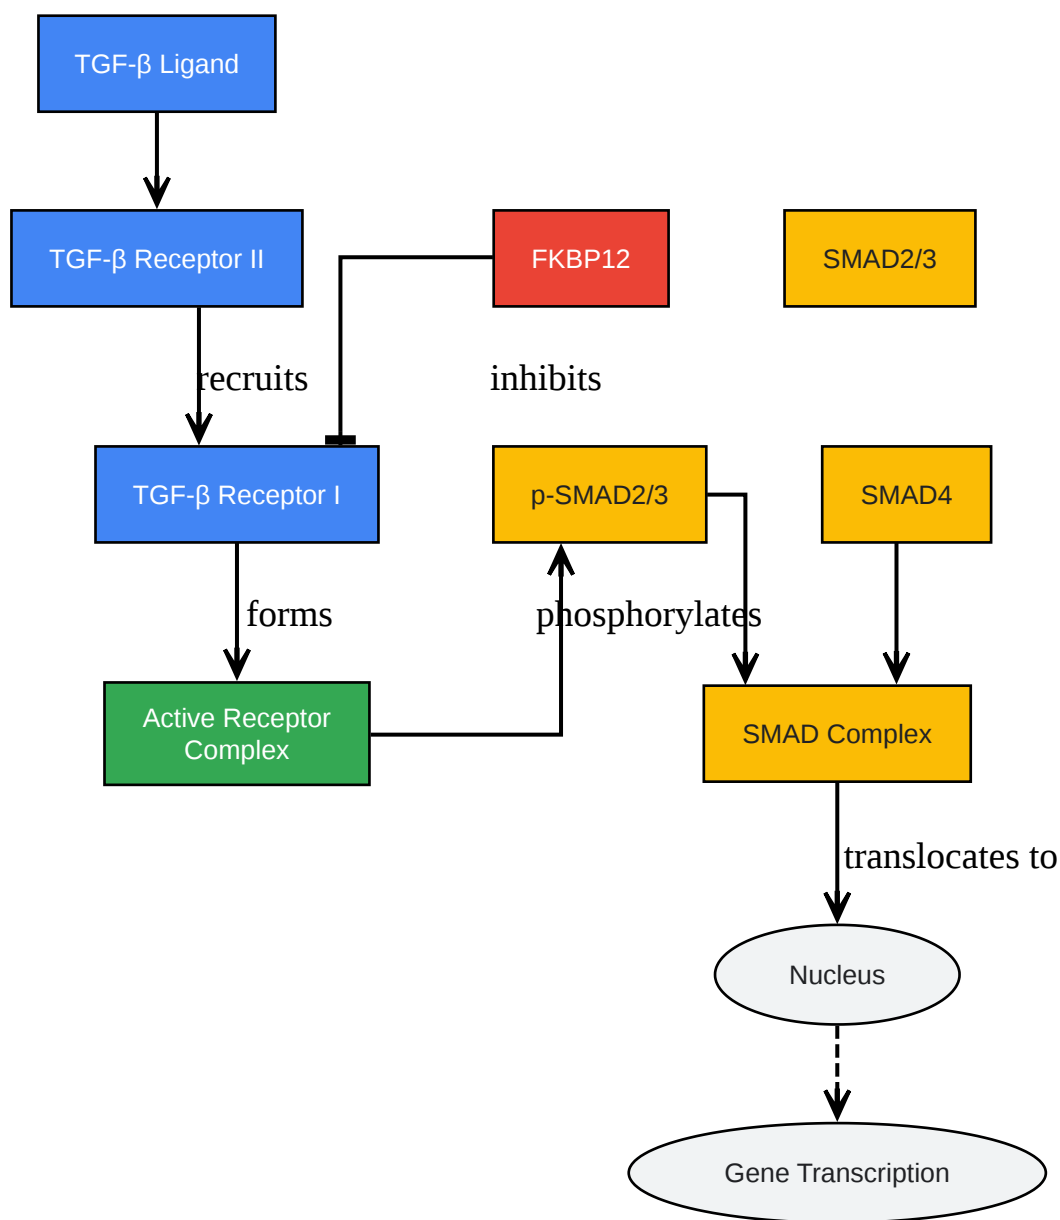 TGF-β Ligand
TGF-β Receptor II
FKBP12
SMAD2/3
recruits
inhibits
TGF-β Receptor I
p-SMAD2/3
SMAD4
forms
phosphorylates
Active Receptor
Complex
SMAD Complex
translocates to
Nucleus
Gene Transcription